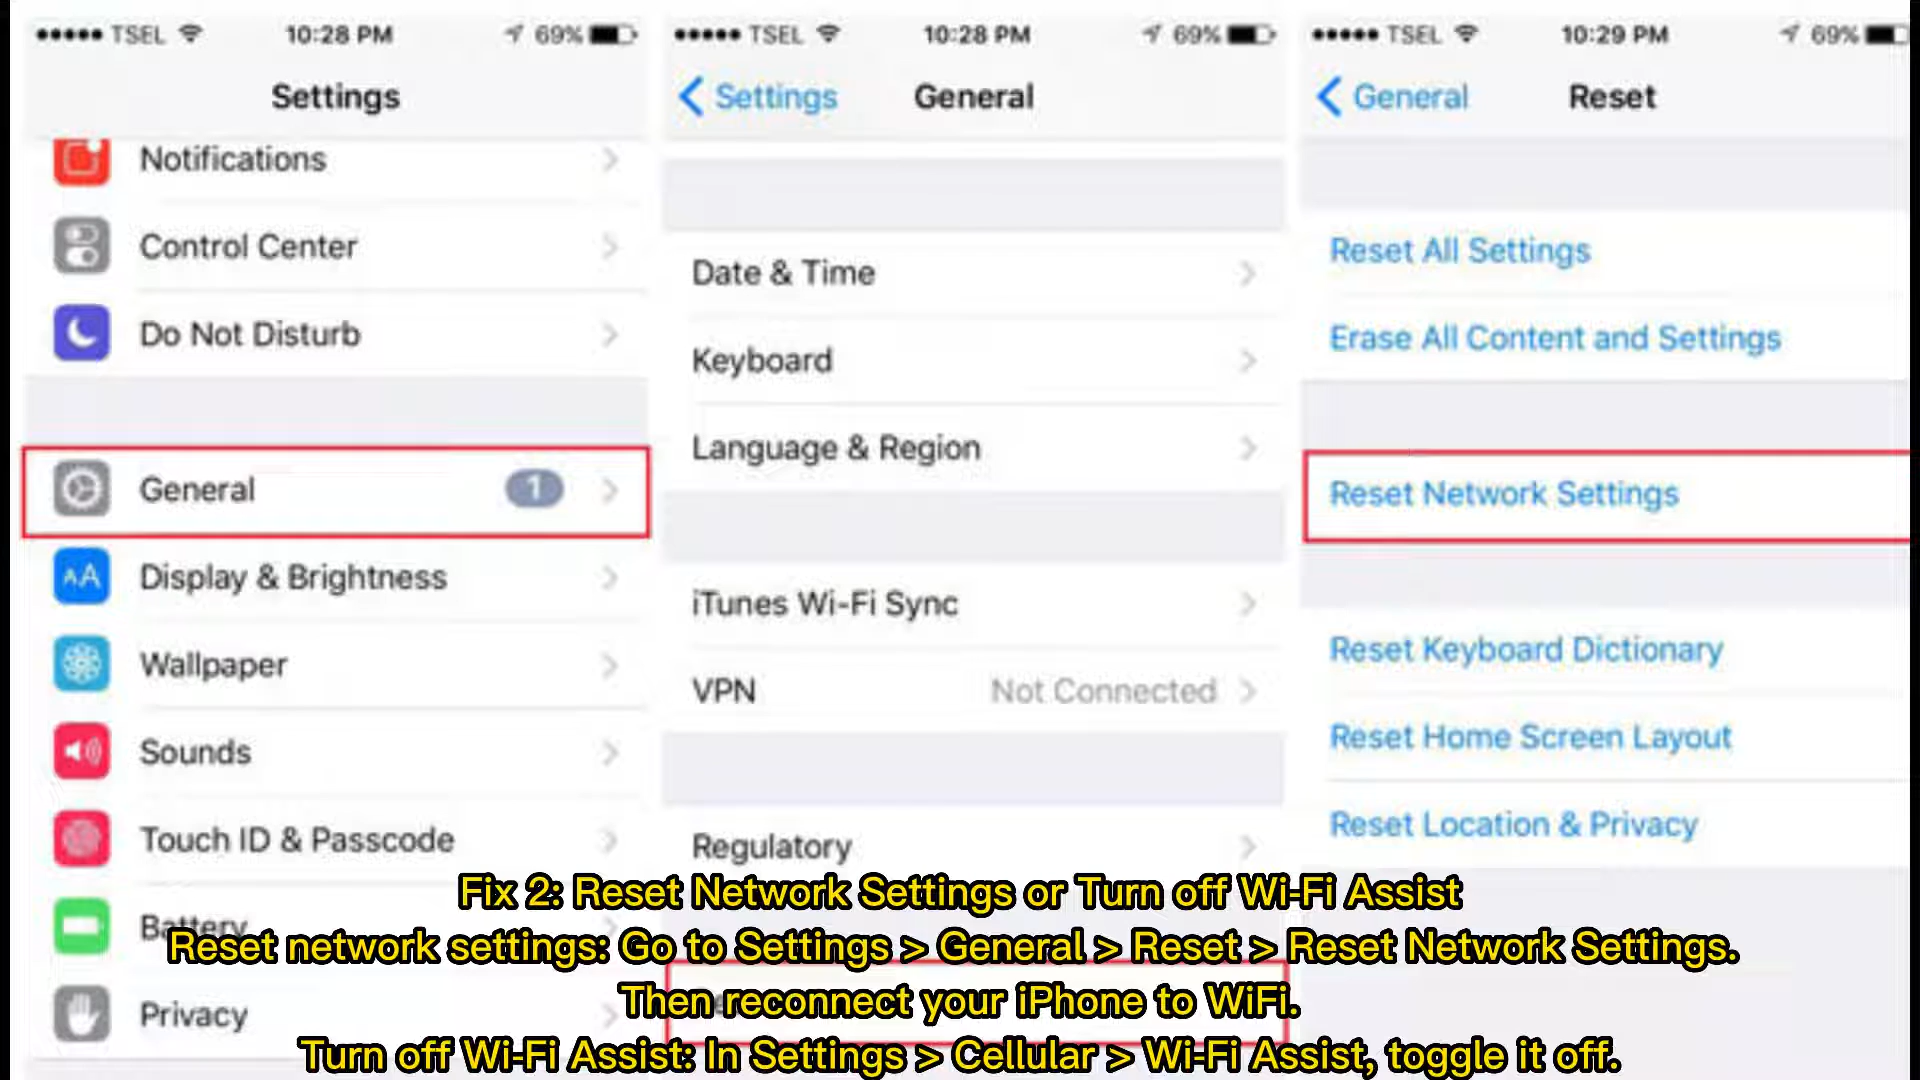 TSEL 10:28 PM 69%
Settings
Notifications
Control Center
Do Not Disturb
General 1
Display & Brightness
Wallpaper
Sounds
Touch ID & Passcode
Battery
Privacy
TSEL 10:28 PM 69%
Settings General
Date & Time
Keyboard
Language & Region
iTunes Wi-Fi Sync
VPN Not Connected
Regulatory
TSEL 10:29 PM 69%
General Reset
Reset All Settings
Erase All Content and Settings
Reset Network Settings
Reset Keyboard Dictionary
Reset Home Screen Layout
Reset Location & Privacy
Fix 2: Reset Network Settings or Turn off Wi-Fi Assist
Reset network settings: Go to Settings > General > Reset > Reset Network Settings.
Then reconnect your iPhone to WiFi.
Turn off Wi-Fi Assist: In Settings > Cellular > Wi-Fi Assist, toggle it off.